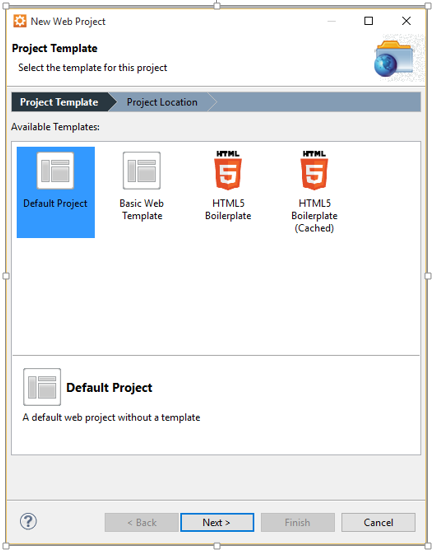 New Web Project
Project Template
Select the template for this project
Project Template Project Location
Available Templates:
Default Project
Basic Web
Template
HTML
5
HTML5
Boilerplate
HTML
5
HTML5
Boilerplate
(Cached)
Default Project
A default web project without a template
? < Back Next > Finish Cancel